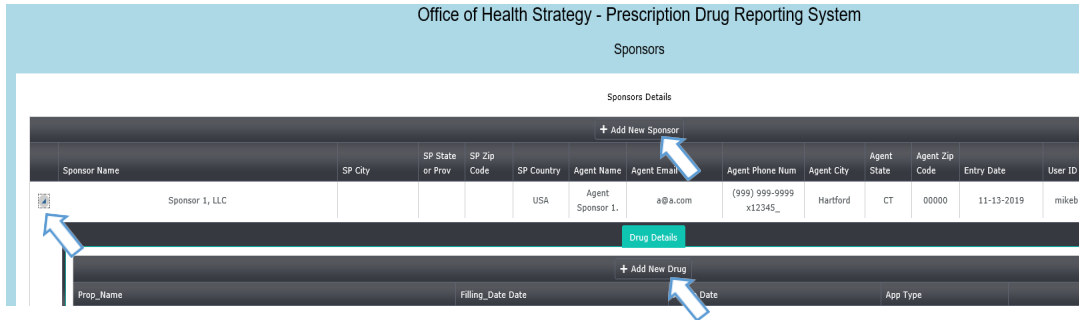 Office of Health Strategy - Prescription Drug Reporting System
Sponsors
Sponsors Details
+ Add New Sponsor
Sponsor Name SP City SP State or Prov SP Zip Code SP Country Agent Name Agent Email Agent Phone Num Agent City Agent State Agent Zip Code Entry Date User ID
Sponsor 1, LLC USA Agent Sponsor 1. a@a.com (999) 999-9999 x12345_ Hartford CT 00000 11-13-2019 mikeb
Drug Details
+ Add New Drug
Prop_Name Filling_Date Date Date App Type